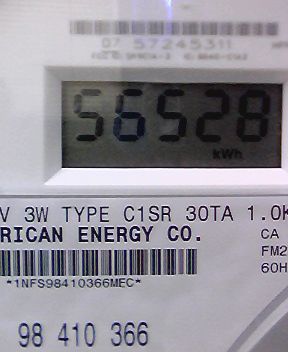 07 57245311
56528
kWh
V 3W TYPE C1SR 30TA 1.0K
RICAN ENERGY CO.
CA
FM2
60H
*1NFS98410366MEC*
98 410 366